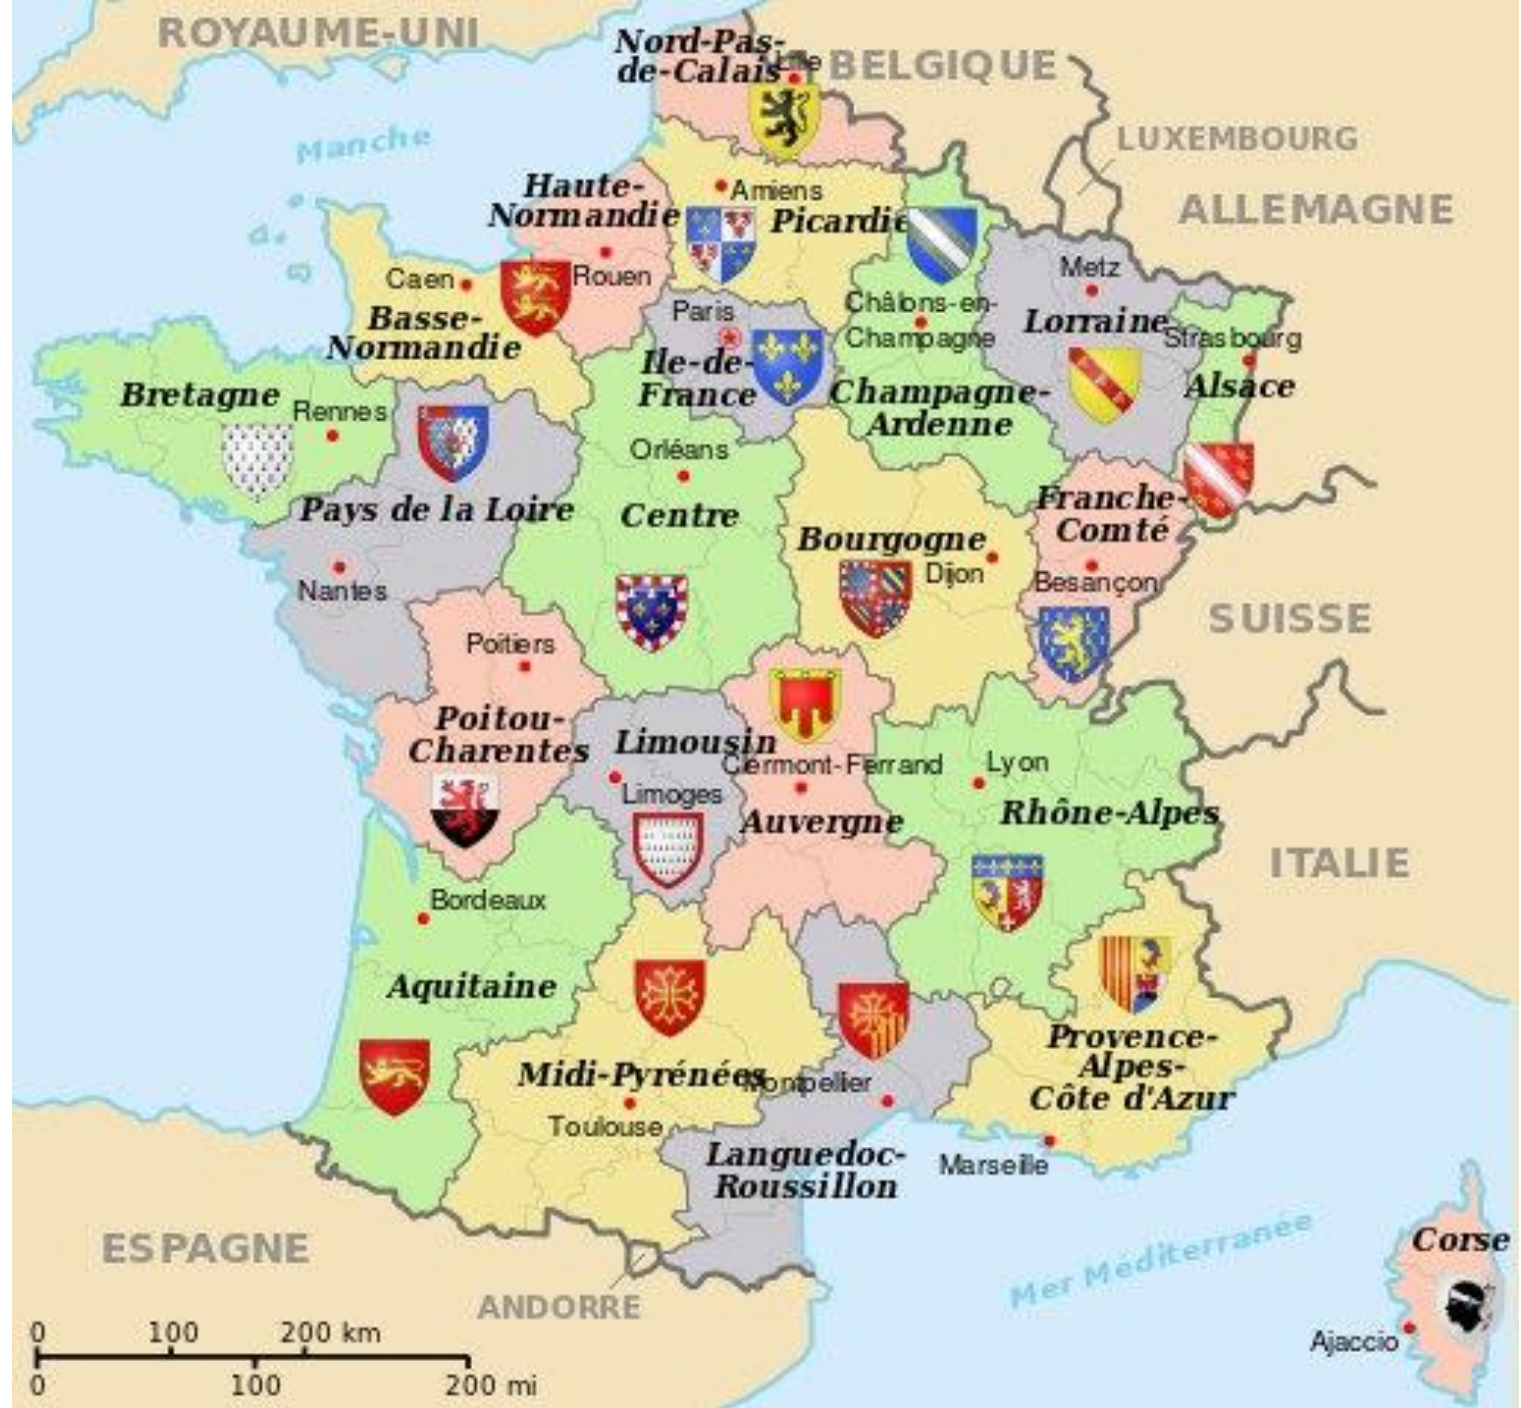 ROYAUME-UNI
Nord-Pas-
de-Calais
Lille
BELGIQUE
LUXEMBOURG
Manche
ALLEMAGNE
Haute-
Normandie
Amiens
Picardie
Rouen
Caen
Basse-
Normandie
Metz
Lorraine
Paris
Ile-de-
France
Châlons-en-
Champagne
Champagne-
Ardenne
Strasbourg
Alsace
Bretagne
Rennes
Orléans
Centre
Pays de la Loire
Nantes
Bourgogne
Dijon
Franche-
Comté
Besançon
SUISSE
Poitiers
Poitou-
Charentes
Limousin
Limoges
Clermont-Ferrand
Auvergne
Lyon
Rhône-Alpes
ITALIE
Bordeaux
Aquitaine
Midi-Pyrénées
Toulouse
Montpellier
Languedoc-
Roussillon
Provence-
Alpes-
Côte d'Azur
Marseille
ESPAGNE
ANDORRE
Mer Méditerranée
Corse
Ajaccio
0 100 200 km
0 100 200 mi